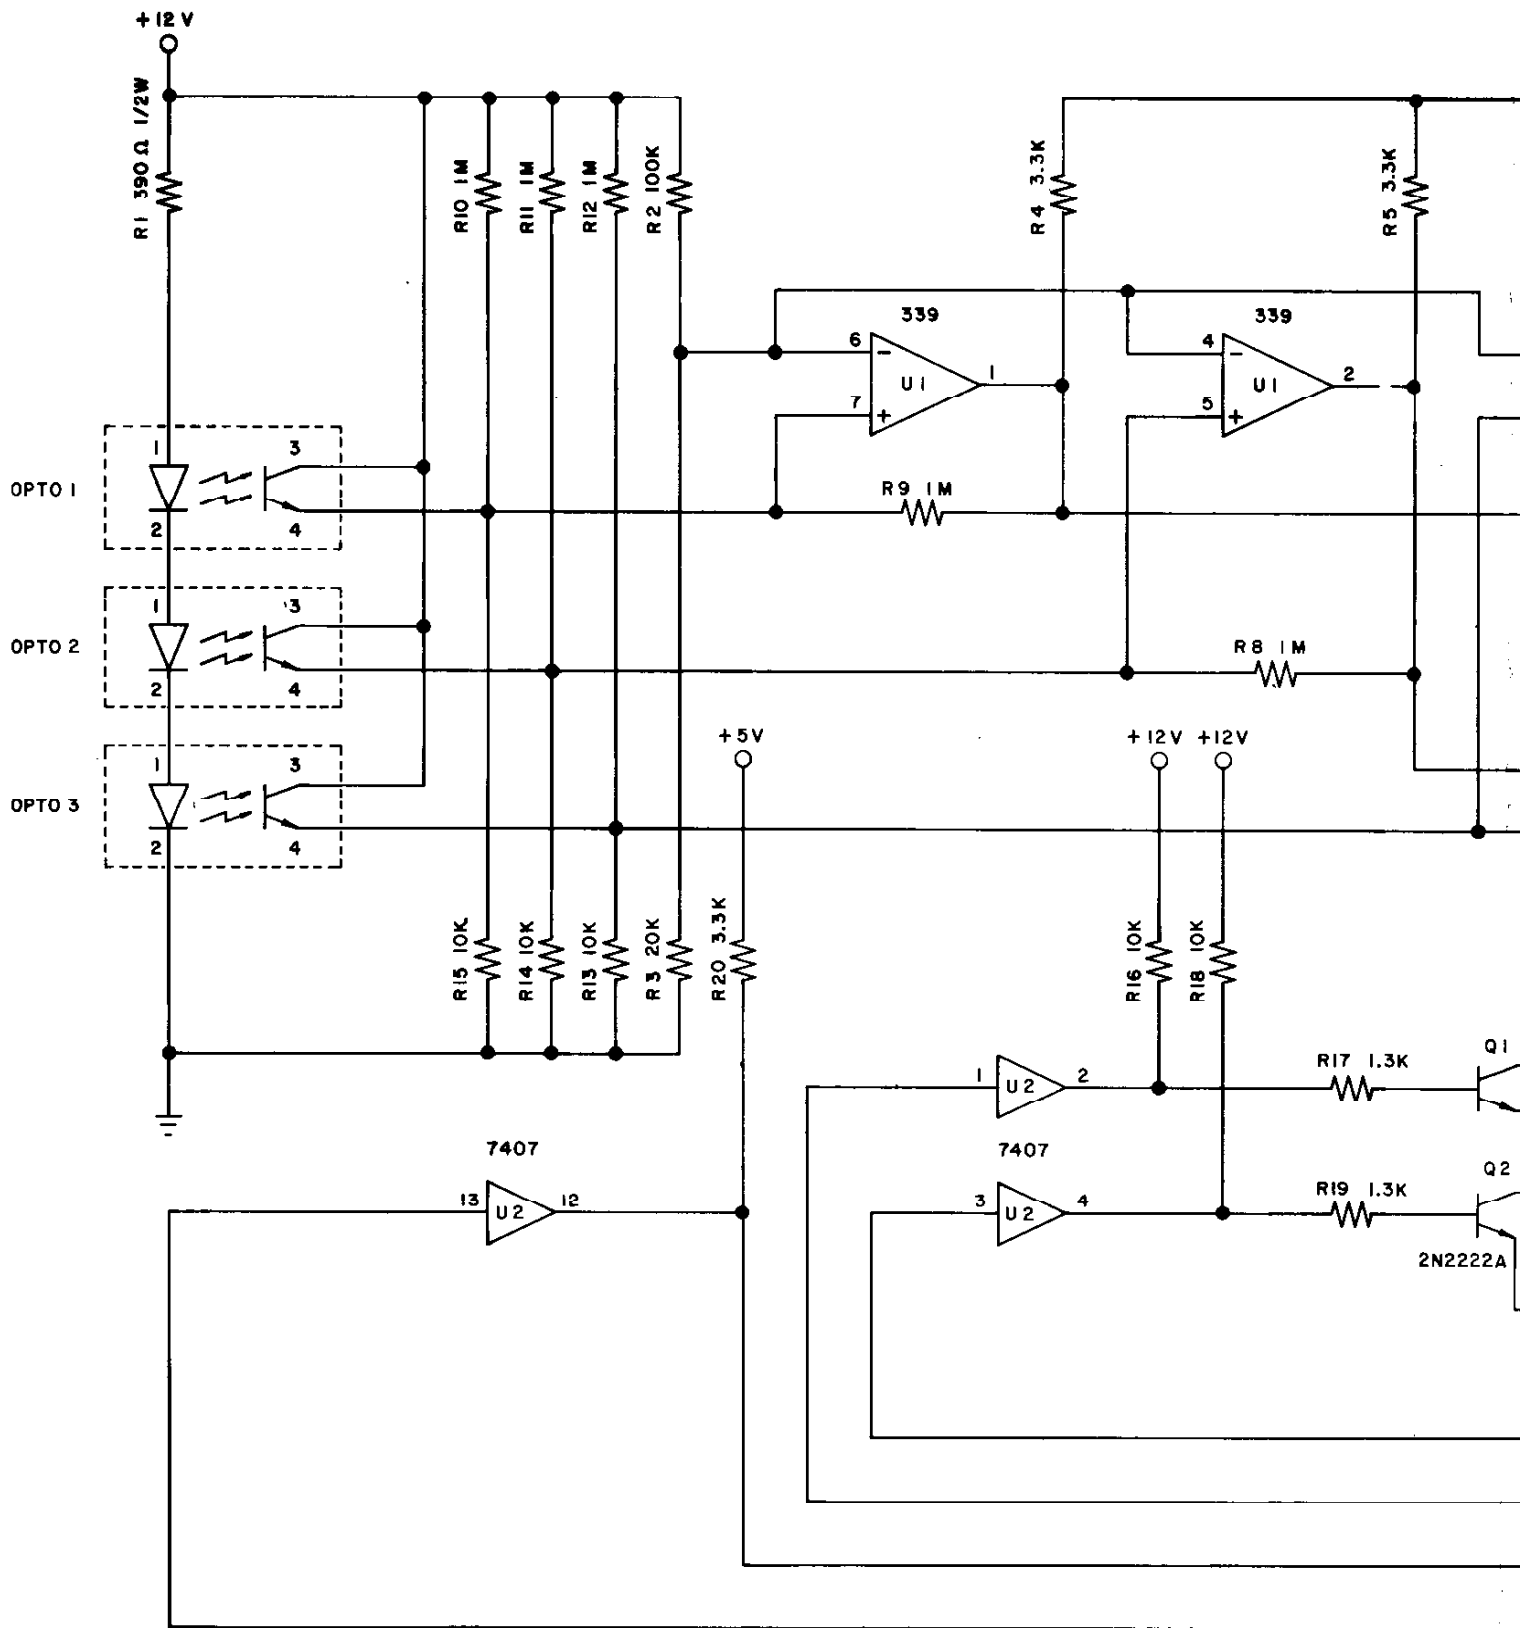 +12V
R1 390Ω 1/2W
R10 1M
R11 1M
R12 1M
R2 100K
R4 3.3K
R5 3.3K
339
6
-
U1
1
7
+
339
4
-
U1
2
5
+
OPTO 1
1
3
2
4
R9 1M
OPTO 2
1
3
2
4
R8 1M
OPTO 3
1
3
2
4
+5V
+12V
+12V
R15 10K
R14 10K
R13 10K
R3 20K
R20 3.3K
R16 10K
R18 10K
1
U2
2
R17 1.3K
Q1
7407
13
U2
12
7407
3
U2
4
R19 1.3K
Q2
2N2222A